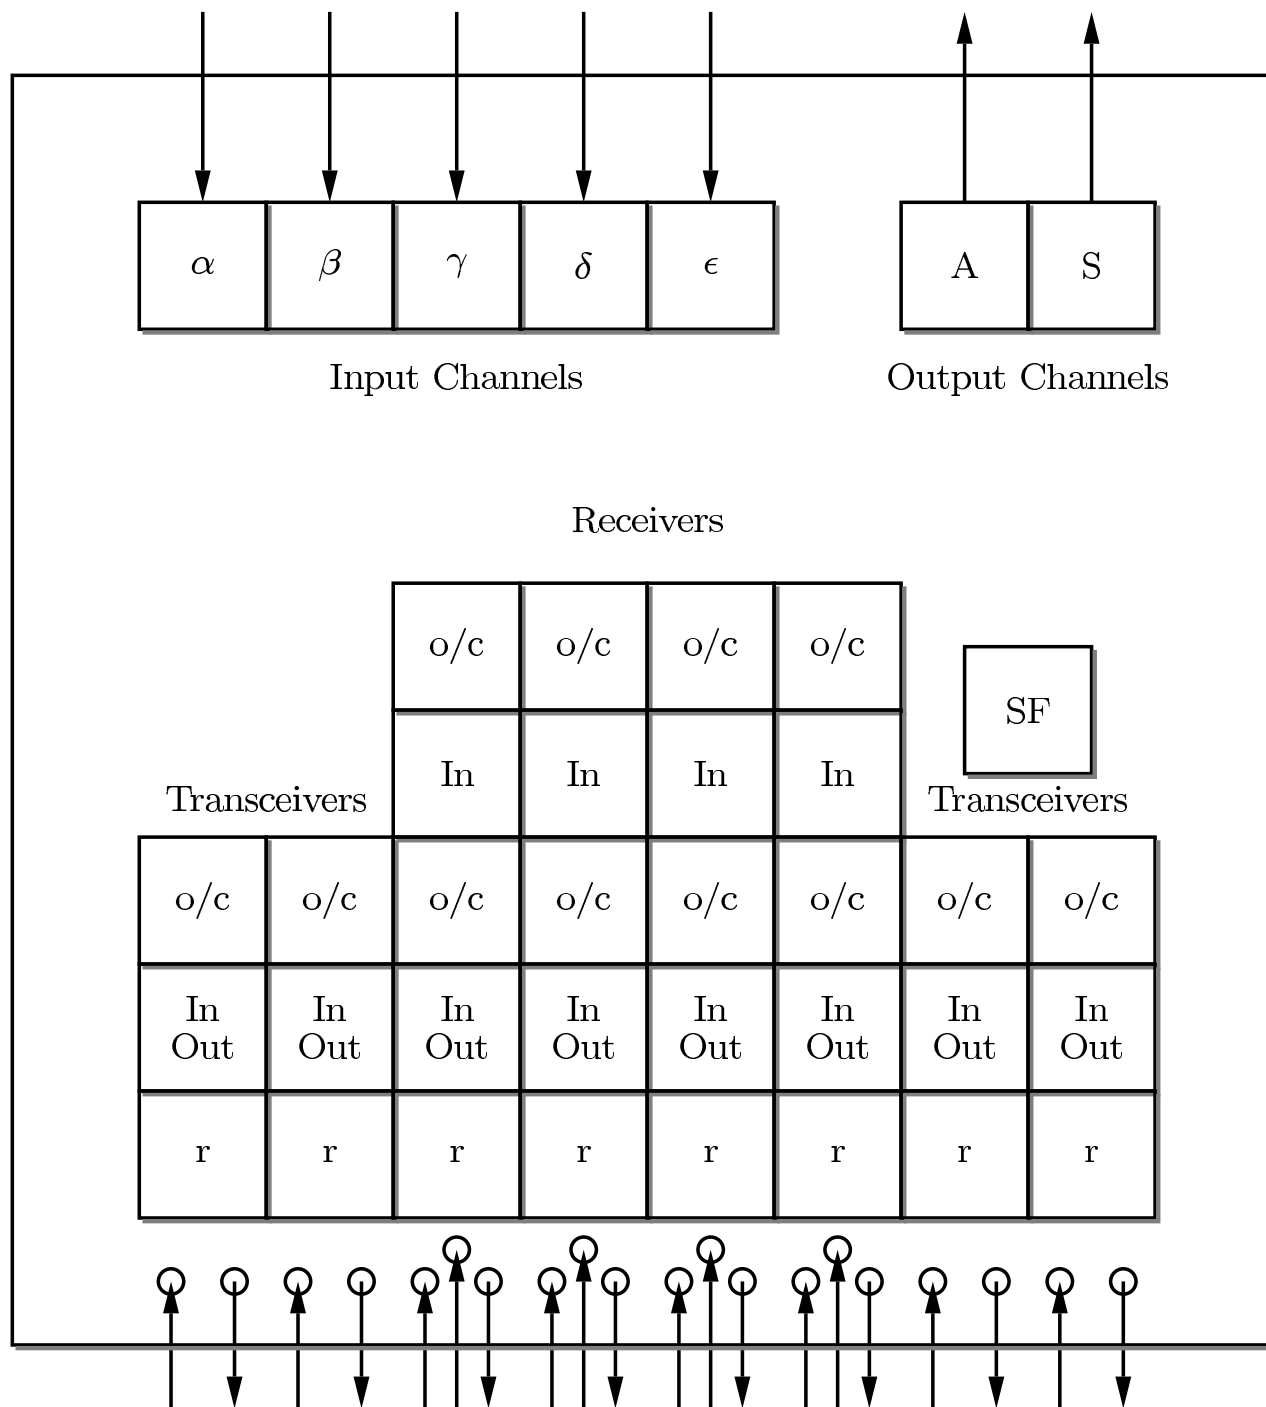 α β γ δ ϵ A S
Input Channels Output Channels
Receivers
o/c o/c o/c o/c
SF
In In In In
Transceivers Transceivers
o/c o/c o/c o/c o/c o/c o/c o/c
In In In In In In In In
Out Out Out Out Out Out Out Out
r r r r r r r r